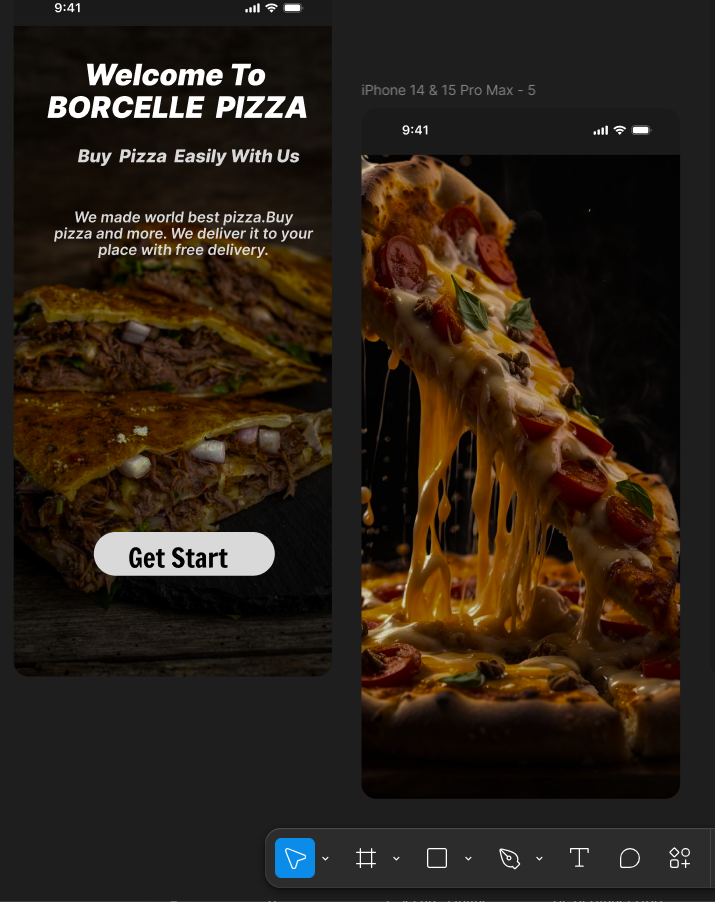 9:41
Welcome To
BORCELLE PIZZA
Buy Pizza Easily With Us
We made world best pizza.Buy
pizza and more. We deliver it to your
place with free delivery.
Get Start
iPhone 14 & 15 Pro Max - 5
9:41